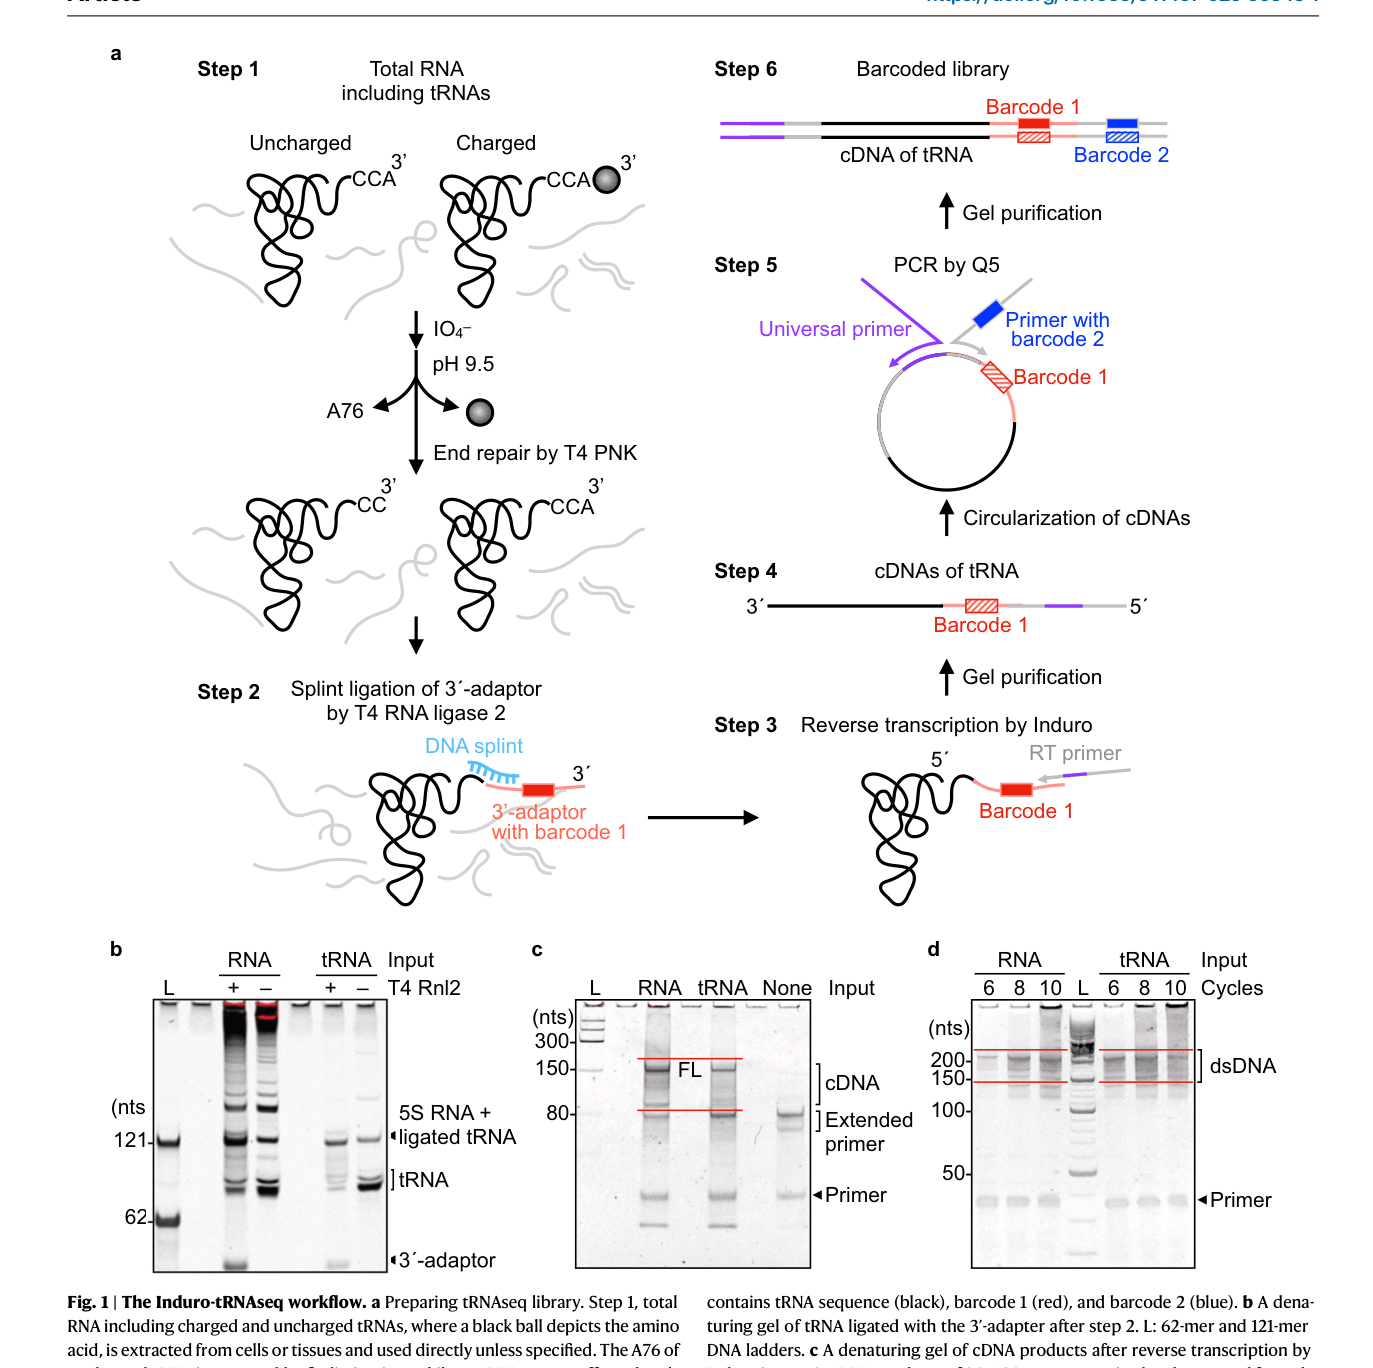 a
Step 1
Total RNA
including tRNAs
Uncharged
Charged
3’
CCA
3’
CCA
IO₄⁻
pH 9.5
A76
End repair by T4 PNK
3’
CC
3’
CCA
Step 2
Splint ligation of 3´-adaptor
by T4 RNA ligase 2
DNA splint
3´
3’-adaptor
with barcode 1
Step 6
Barcoded library
Barcode 1
cDNA of tRNA
Barcode 2
Gel purification
Step 5
PCR by Q5
Universal primer
Primer with
barcode 2
Barcode 1
Circularization of cDNAs
Step 4
cDNAs of tRNA
3´
5´
Barcode 1
Gel purification
Step 3
Reverse transcription by Induro
5´
RT primer
Barcode 1
b
RNA
tRNA
Input
L
+
–
+
–
T4 Rnl2
(nts
121
62
5S RNA +
ligated tRNA
tRNA
3´-adaptor
c
L
RNA
tRNA
None
Input
(nts)
300
150
80
FL
cDNA
Extended
primer
Primer
d
RNA
tRNA
Input
6
8
10
L
6
8
10
Cycles
(nts)
200
150
100
50
dsDNA
Primer
Fig. 1 | The Induro-tRNAseq workflow. a Preparing tRNAseq library. Step 1, total
RNA including charged and uncharged tRNAs, where a black ball depicts the amino
acid, is extracted from cells or tissues and used directly unless specified. The A76 of
contains tRNA sequence (black), barcode 1 (red), and barcode 2 (blue). b A dena-
turing gel of tRNA ligated with the 3′-adapter after step 2. L: 62-mer and 121-mer
DNA ladders. c A denaturing gel of cDNA products after reverse transcription by